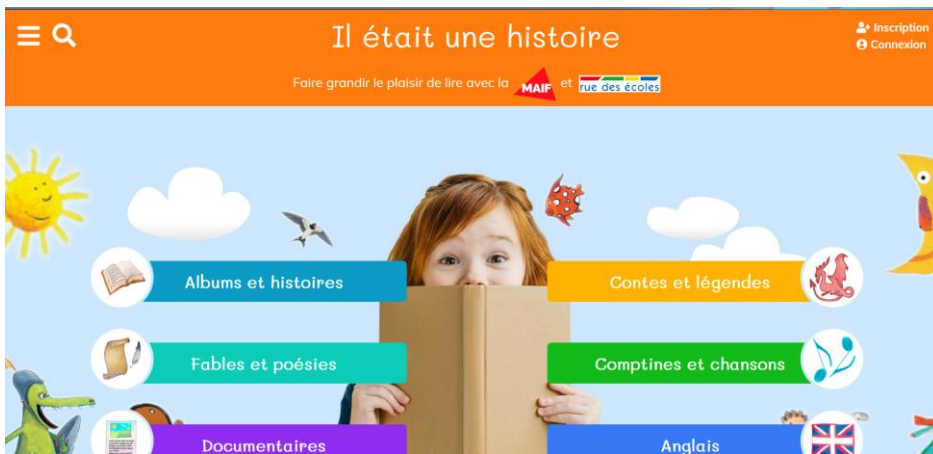 Il était une histoire
Inscription
Connexion
Faire grandir le plaisir de lire avec la MAIF et rue des écoles
Albums et histoires
Contes et légendes
Fables et poésies
Comptines et chansons
Documentaires
Anglais